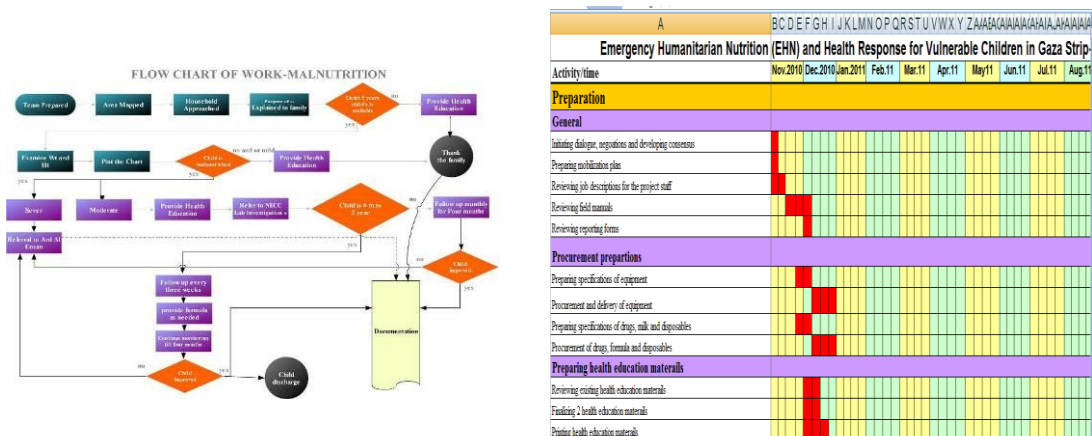 FLOW CHART OF WORK-MALNUTRITION
Team Prepared
Area Mapped
Household
Approached
Explained to family
Under 5 years
child's is
available
no
Provide Health
Education
yes
Examine Wt and
Ht
Plot the Chart
Child is
malnourished
no and or mild
Provide Health
Education
Thank
the family
yes
yes
Sever
Moderate
Provide Health
Education
Refer to NECC
Lab Investigation s
Child is 6 m to
2 year
no
Follow up monthly
for Four months
Referred to Ard Al
Ensan
yes
no
Child
Improved
yes
Follow up every
three weeks
provide formula
as needed
Continue monitoring
till four months
Documentation
no
Child
Improved
yes
Child
discharge
A
B C D E F G H I J K L M N O P Q R S T U V W X Y Z
Emergency Humanitarian Nutrition (EHN) and Health Response for Vulnerable Children in Gaza Strip-
Activity/time Nov.2010 Dec.2010 Jan.2011 Feb.11 Mar.11 Apr.11 May11 Jun.11 Jul.11 Aug.11
Preparation
General
Initiating dialogue, negoations and developing consensus
Preparing mobilization plan
Reviewing job descriptions for the project staff
Reviewing field manuals
Reviewing reporting forms
Procurement prepartions
Preparing specifications of equipment
Procurement and delivery of equipment
Preparing specifications of drugs, milk and disposables
Procurement of drugs, formula and disposables
Preparing health education materails
Reviewing existing health education materails
Finalizing 2 health education materails
Printing health education materails